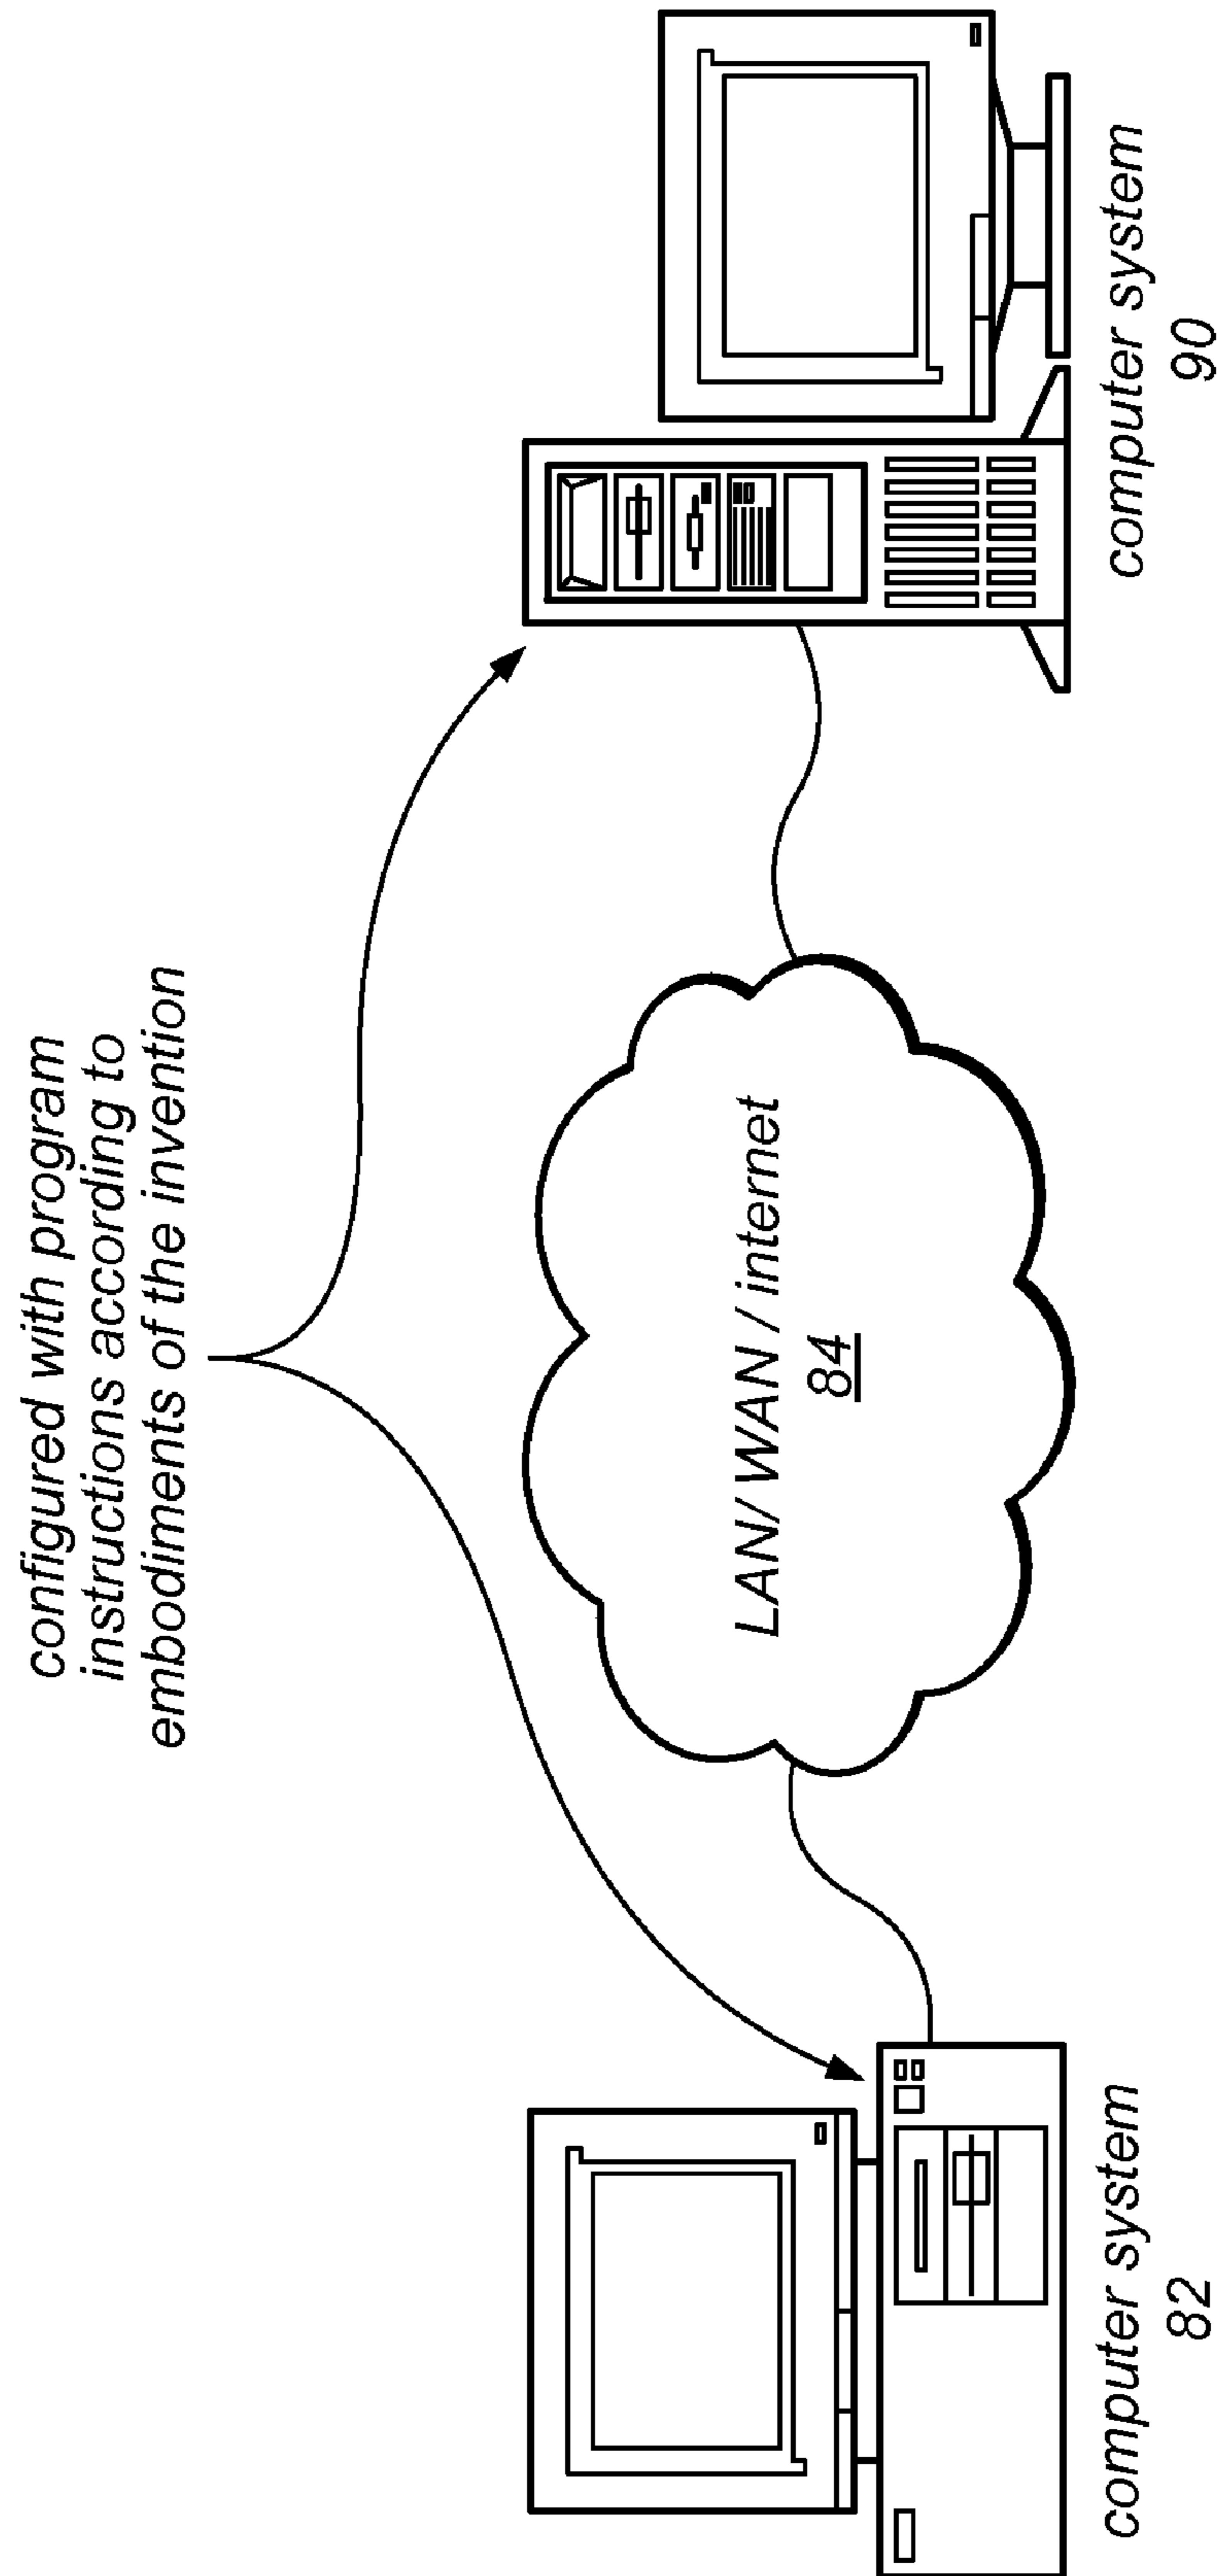 configured with program
instructions according to
embodiments of the invention
LAN/ WAN / internet
84
computer system
82
computer system
90